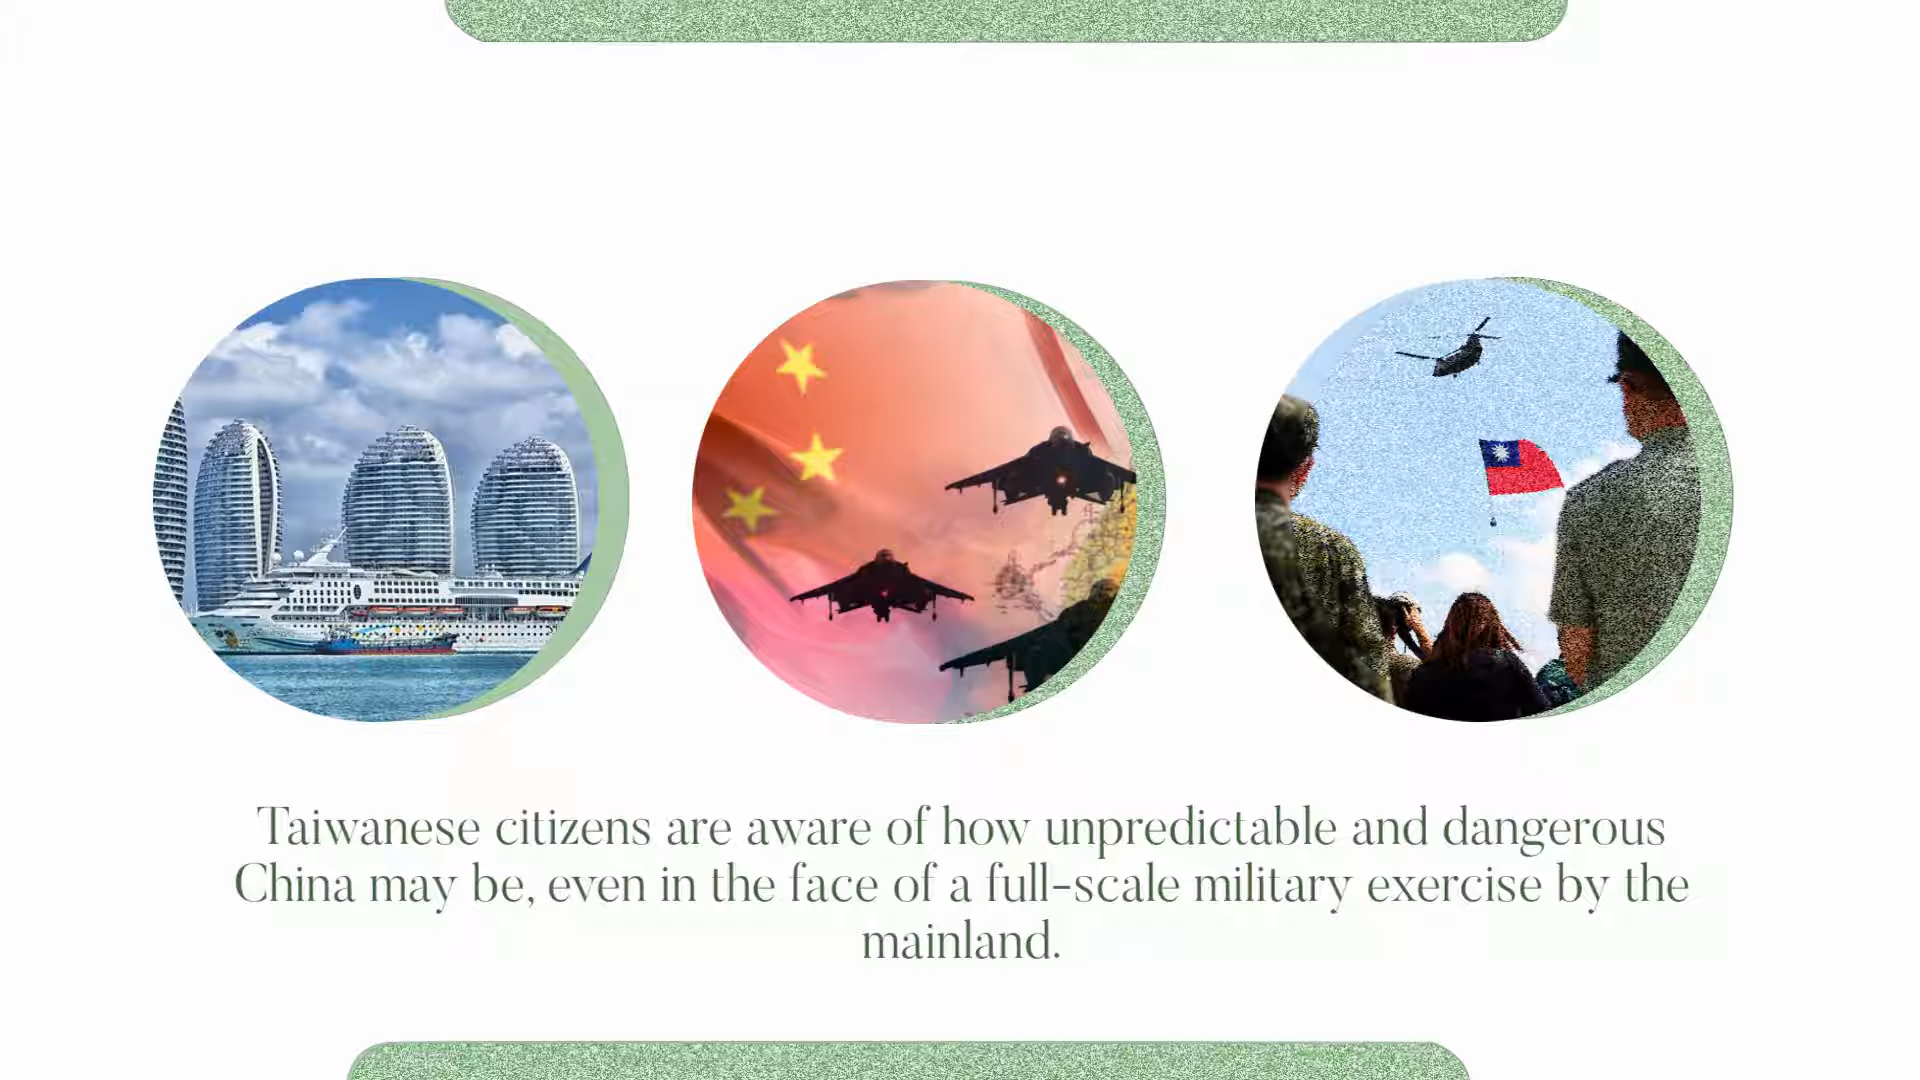 Taiwanese citizens are aware of how unpredictable and dangerous
China may be, even in the face of a full-scale military exercise by the
mainland.